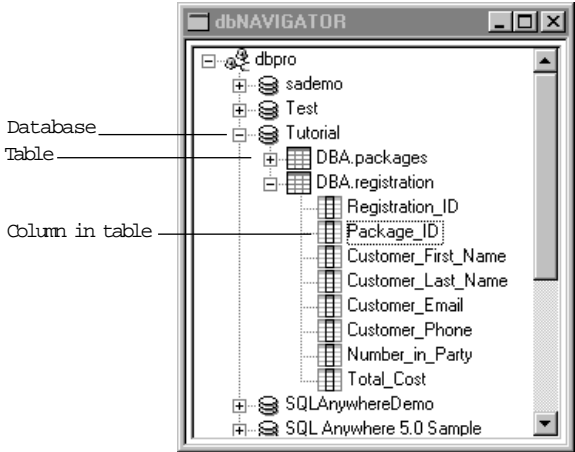 dbNAVIGATOR
dbpro
sademo
Test
Database
Tutorial
Table
DBA.packages
DBA.registration
Registration_ID
Column in table
Package_ID
Customer_First_Name
Customer_Last_Name
Customer_Email
Customer_Phone
Number_in_Party
Total_Cost
SQLAnywhereDemo
SQL Anywhere 5.0 Sample